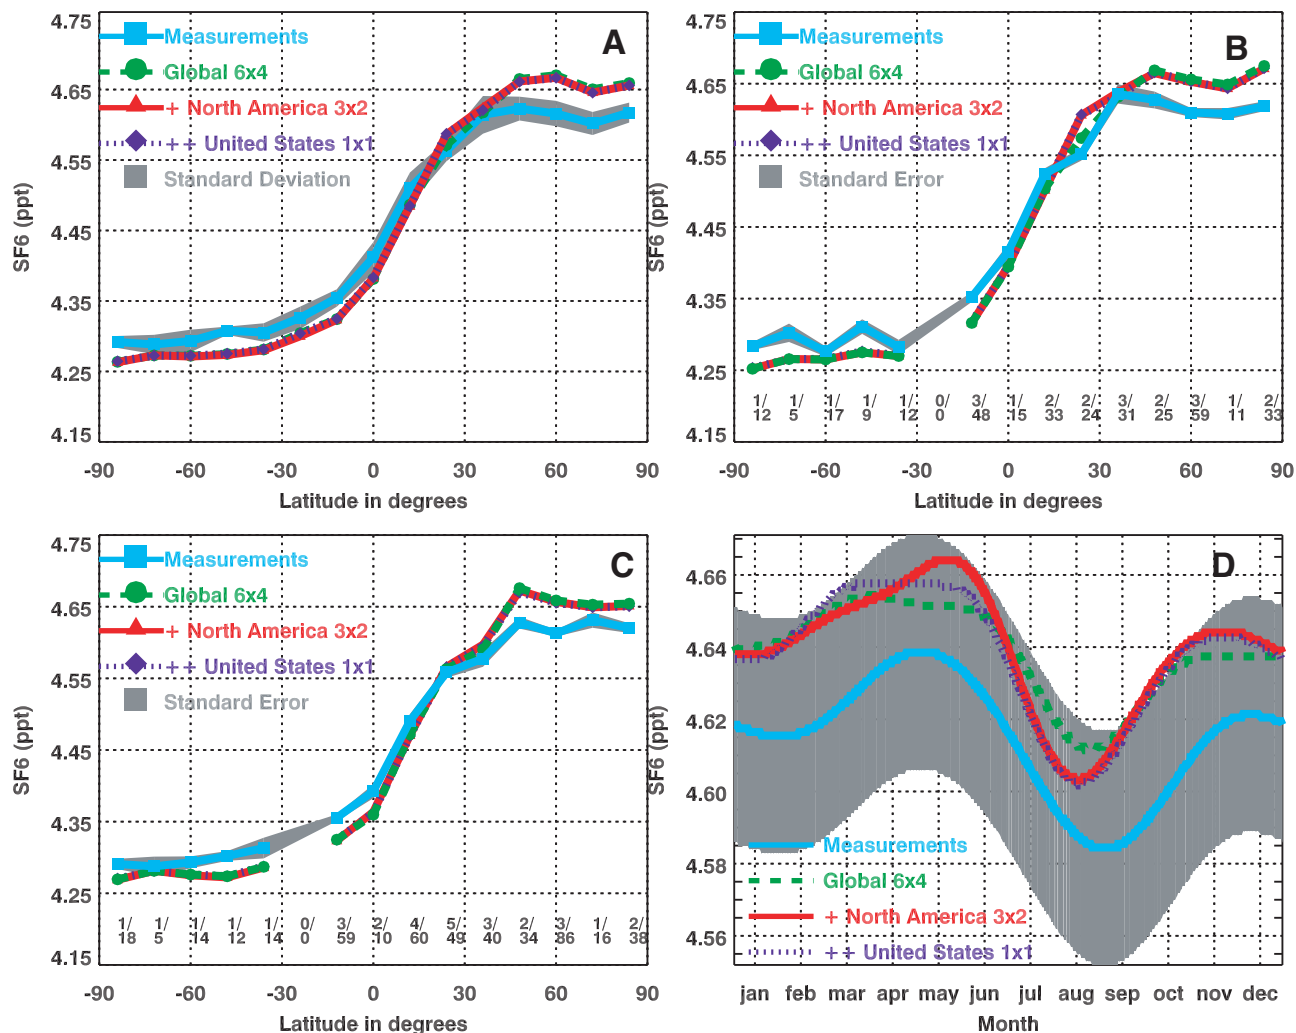 A
SF6 (ppt)
4.75
4.65
4.55
4.45
4.35
4.25
4.15
Measurements
Global 6x4
+ North America 3x2
++ United States 1x1
Standard Deviation
-90 -60 -30 0 30 60 90
Latitude in degrees
B
SF6 (ppt)
4.75
4.65
4.55
4.45
4.35
4.25
4.15
Measurements
Global 6x4
+ North America 3x2
++ United States 1x1
Standard Error
1/ 1/ 1/ 1/ 1/ 0/ 3/ 1/ 2/ 2/ 3/ 2/ 3/ 1/ 2/
12 5 17 9 12 0 48 15 33 24 31 25 59 11 33
-90 -60 -30 0 30 60 90
Latitude in degrees
C
SF6 (ppt)
4.75
4.65
4.55
4.45
4.35
4.25
4.15
Measurements
Global 6x4
+ North America 3x2
++ United States 1x1
Standard Error
1/ 1/ 1/ 1/ 1/ 0/ 3/ 2/ 4/ 5/ 3/ 2/ 3/ 1/ 2/
18 5 14 12 14 0 59 10 60 49 40 34 86 16 38
-90 -60 -30 0 30 60 90
Latitude in degrees
D
SF6 (ppt)
4.66
4.64
4.62
4.60
4.58
4.56
Measurements
Global 6x4
+ North America 3x2
++ United States 1x1
jan feb mar apr may jun jul aug sep oct nov dec
Month